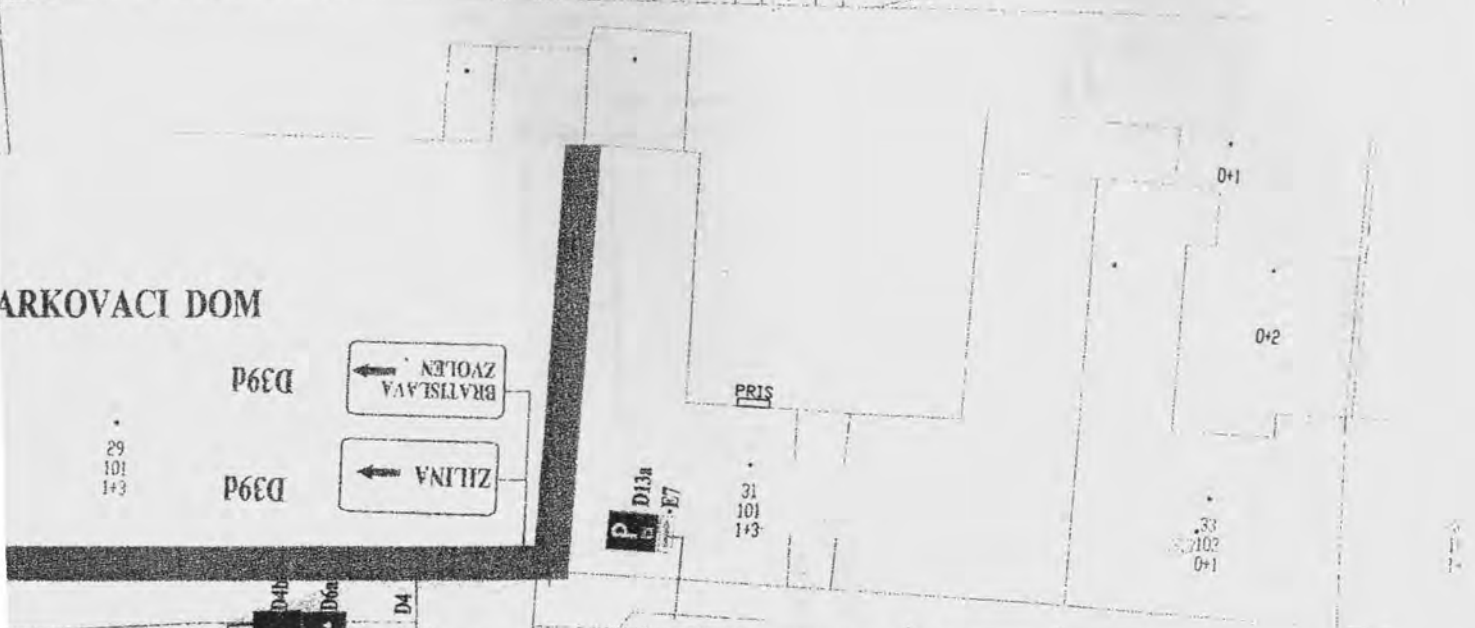 0+1
ARKOVACI DOM
0+2
D39d
BRATISLAVA
ZVOLEN
PRIS
29
101
1+3
D39d
ZILINA
D13a
E7
P
31
101
1+3
33
102
0+1
D4b
D6a
D4